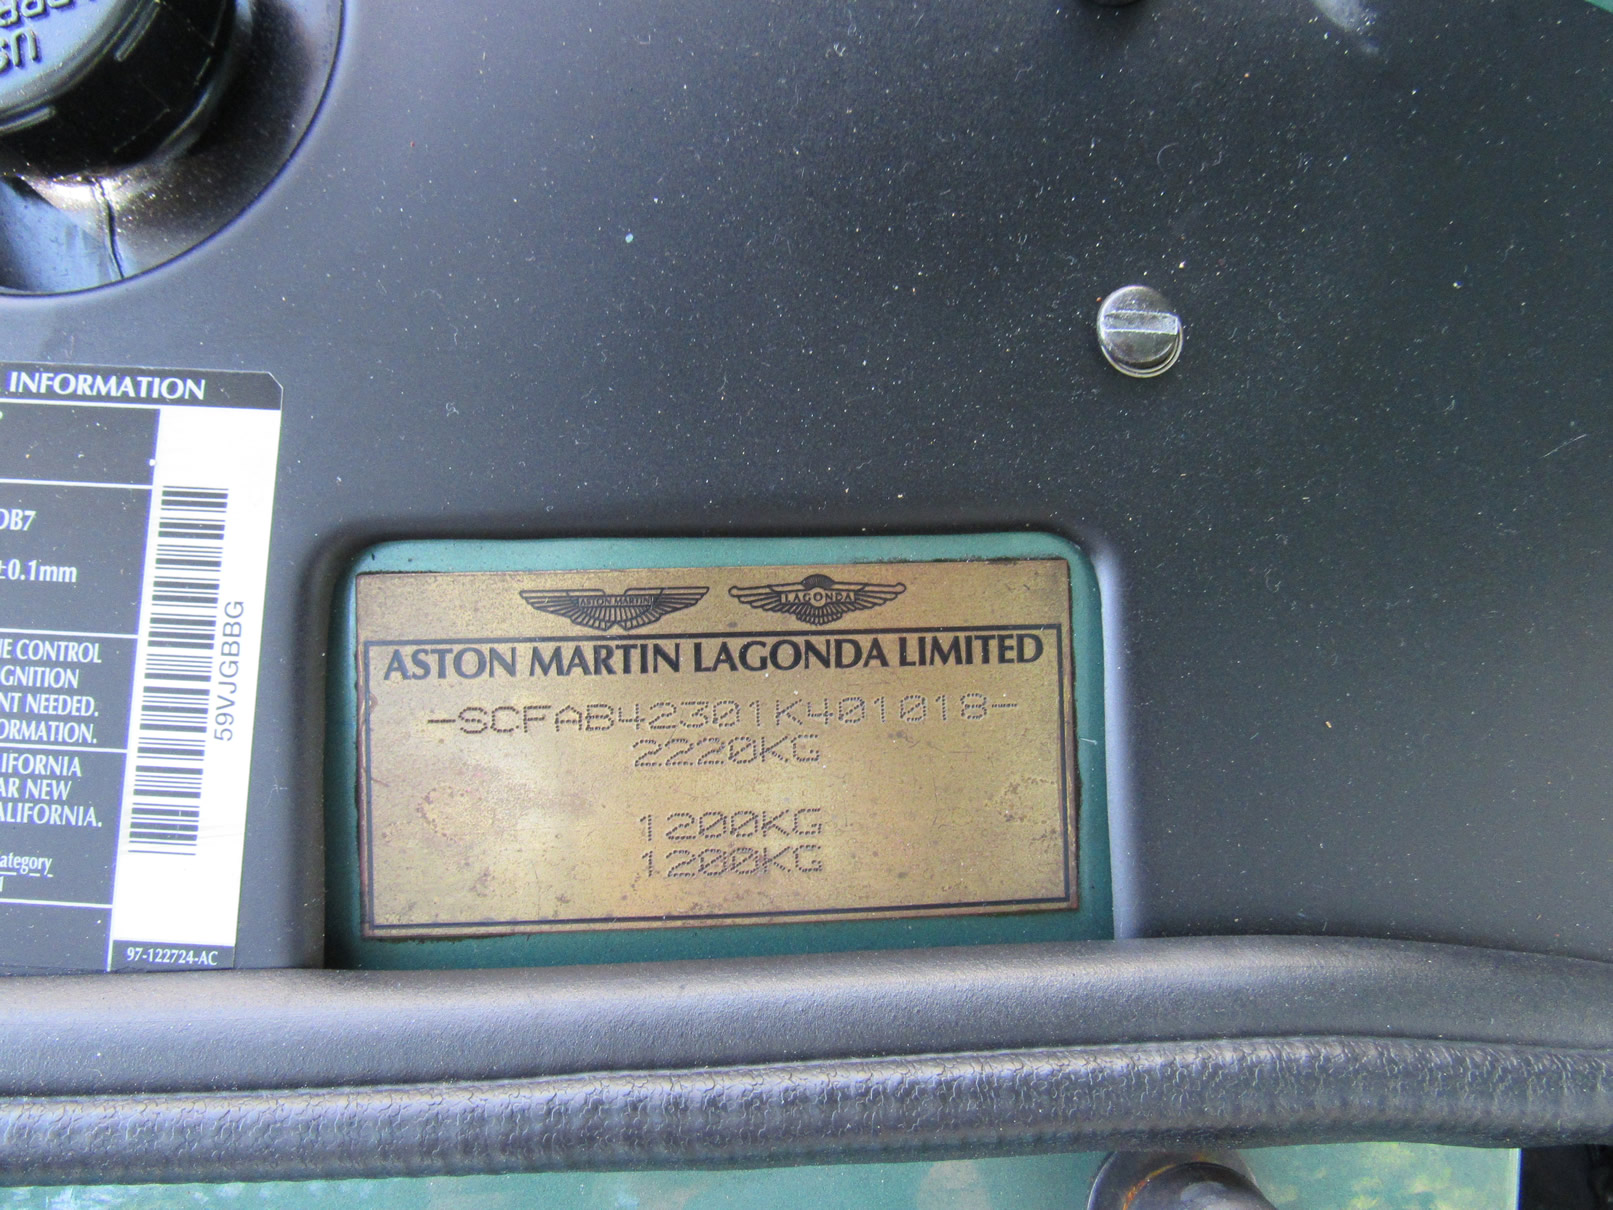 INFORMATION
DB7
±0.1mm
E CONTROL
GNITION
NT NEEDED.
ORMATION.
IFORNIA
AR NEW
ALIFORNIA.
ategory
59VJGBBG
97-122724-AC
ASTON MARTIN
LAGONDA
ASTON MARTIN LAGONDA LIMITED
-SCFAB42301K401018-
2220KG
1200KG
1200KG